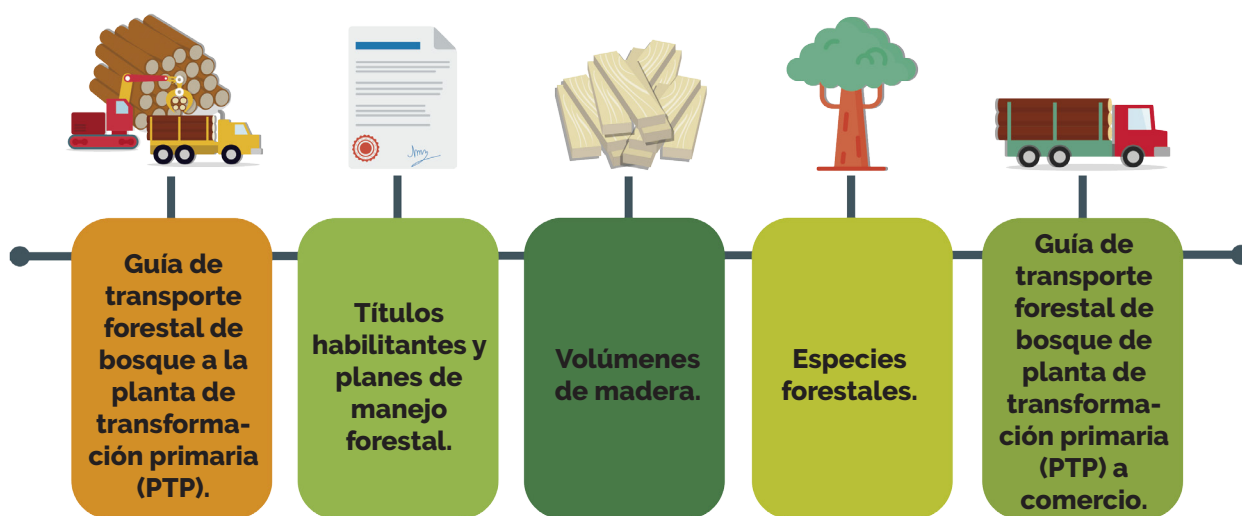 Guía de
transporte
forestal de
bosque a la
planta de
transforma-
ción primaria
(PTP).
Títulos
habilitantes y
planes de
manejo
forestal.
Volúmenes
de madera.
Especies
forestales.
Guía de
transporte
forestal de
bosque de
planta de
transforma-
ción primaria
(PTP) a
comercio.